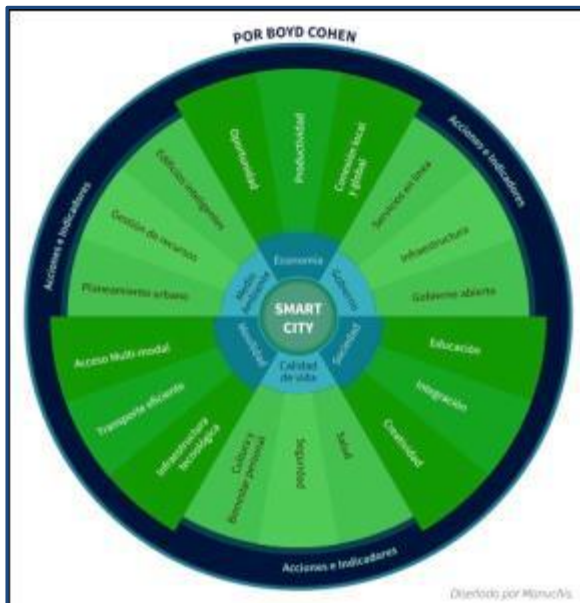 POR BOYD COHEN
Acciones e Indicadores
Acciones e Indicadores
Acciones e Indicadores
Oportunidad
Productividad
Conexión local
y global
Servicios en línea
Infraestructura
Gobierno abierto
Educación
Integración
Creatividad
Salud
Seguridad
Cultura y
Bienestar personal
Infraestructura
tecnológica
Transporte eficiente
Acceso Multi-modal
Planeamiento urbano
Gestión de recursos
Edificios inteligentes
Economía
Gobierno
Sociedad
Calidad
de vida
Movilidad
Medio
Ambiente
SMART
CITY
Diseñado por